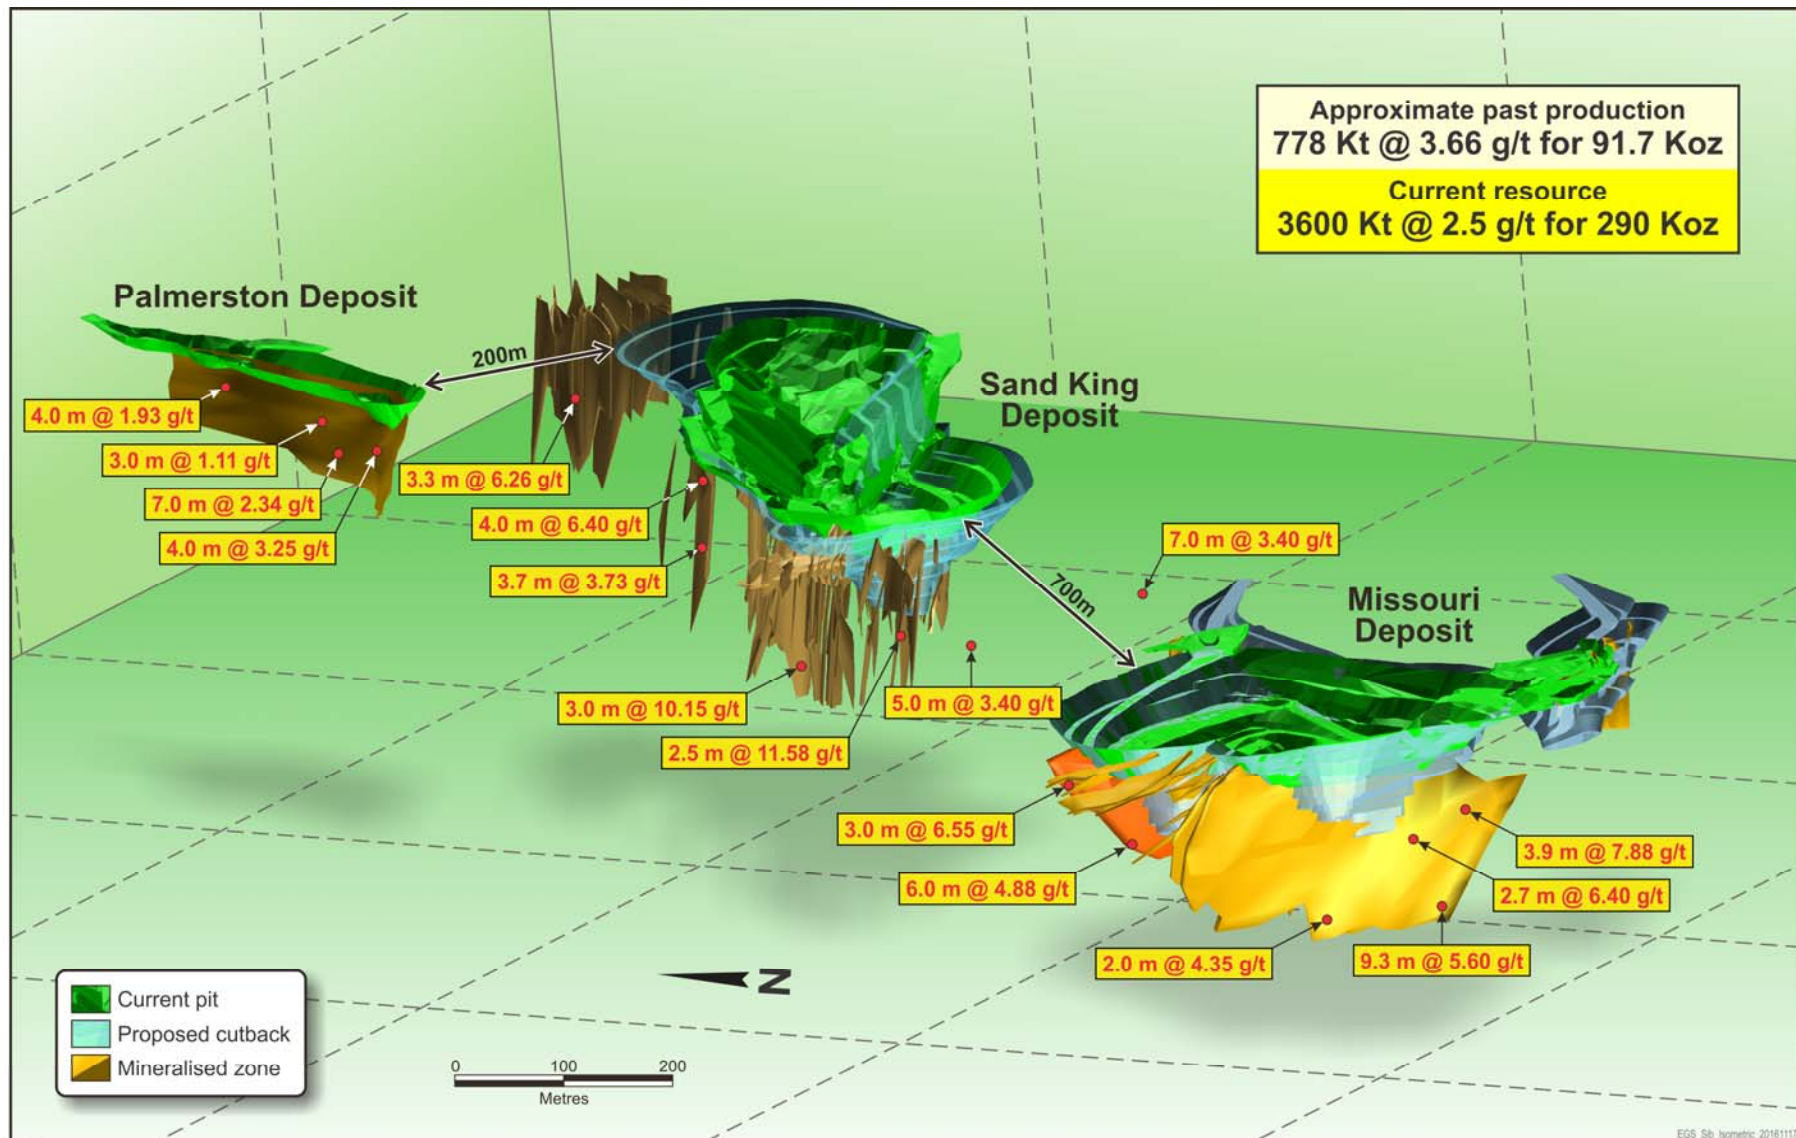 Approximate past production
778 Kt @ 3.66 g/t for 91.7 Koz
Current resource
3600 Kt @ 2.5 g/t for 290 Koz
Palmerston Deposit
200m
Sand King
Deposit
4.0 m @ 1.93 g/t
3.0 m @ 1.11 g/t
7.0 m @ 2.34 g/t
4.0 m @ 3.25 g/t
3.3 m @ 6.26 g/t
4.0 m @ 6.40 g/t
3.7 m @ 3.73 g/t
7.0 m @ 3.40 g/t
700m
Missouri
Deposit
3.0 m @ 10.15 g/t
5.0 m @ 3.40 g/t
2.5 m @ 11.58 g/t
3.0 m @ 6.55 g/t
6.0 m @ 4.88 g/t
3.9 m @ 7.88 g/t
2.7 m @ 6.40 g/t
2.0 m @ 4.35 g/t
9.3 m @ 5.60 g/t
N
Current pit
Proposed cutback
Mineralised zone
0 100 200
Metres
EGS_Sib_Isometric_20161117